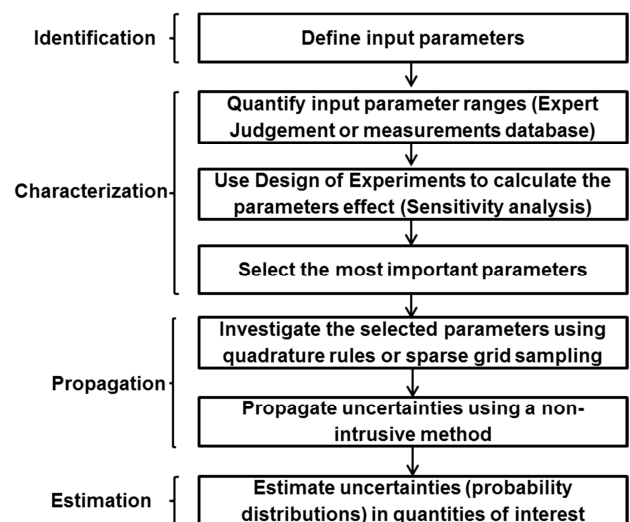 Identification
Define input parameters
Characterization
Quantify input parameter ranges (Expert
Judgement or measurements database)
Use Design of Experiments to calculate the
parameters effect (Sensitivity analysis)
Select the most important parameters
Propagation
Investigate the selected parameters using
quadrature rules or sparse grid sampling
Propagate uncertainties using a non-
intrusive method
Estimation
Estimate uncertainties (probability
distributions) in quantities of interest